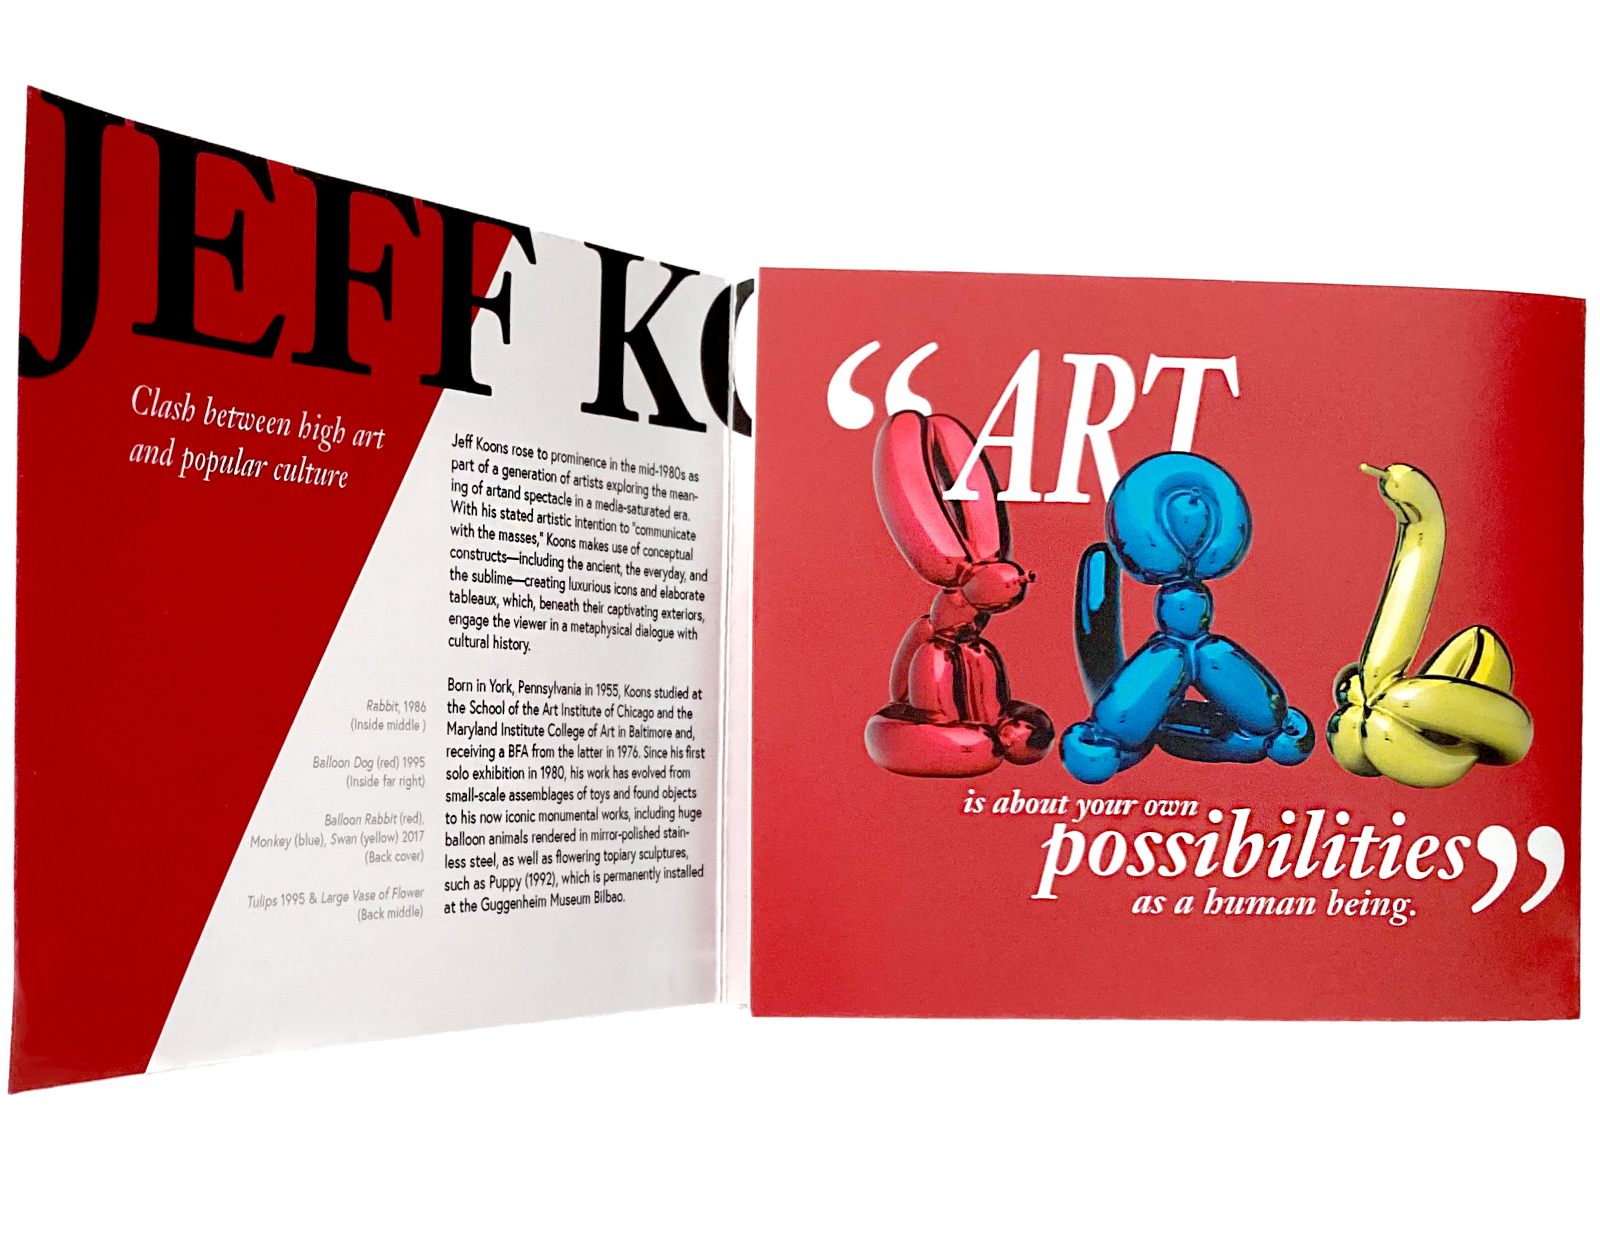 JEFF KO
Clash between high art
and popular culture
Jeff Koons rose to prominence in the mid-1980s as
part of a generation of artists exploring the mean-
ing of artand spectacle in a media-saturated era.
With his stated artistic intention to "communicate
with the masses," Koons makes use of conceptual
constructs—including the ancient, the everyday, and
the sublime—creating luxurious icons and elaborate
tableaux, which, beneath their captivating exteriors,
engage the viewer in a metaphysical dialogue with
cultural history.
Born in York, Pennsylvania in 1955, Koons studied at
the School of the Art Institute of Chicago and the
Maryland Institute College of Art in Baltimore and,
receiving a BFA from the latter in 1976. Since his first
solo exhibition in 1980, his work has evolved from
small-scale assemblages of toys and found objects
to his now iconic monumental works, including huge
balloon animals rendered in mirror-polished stain-
less steel, as well as flowering topiary sculptures,
such as Puppy (1992), which is permanently installed
at the Guggenheim Museum Bilbao.
Rabbit, 1986
(Inside middle )
Balloon Dog (red) 1995
(Inside far right)
Balloon Rabbit (red),
Monkey (blue), Swan (yellow) 2017
(Back cover)
Tulips 1995 & Large Vase of Flower
(Back middle)
“ART
is about your own
possibilities”
as a human being.